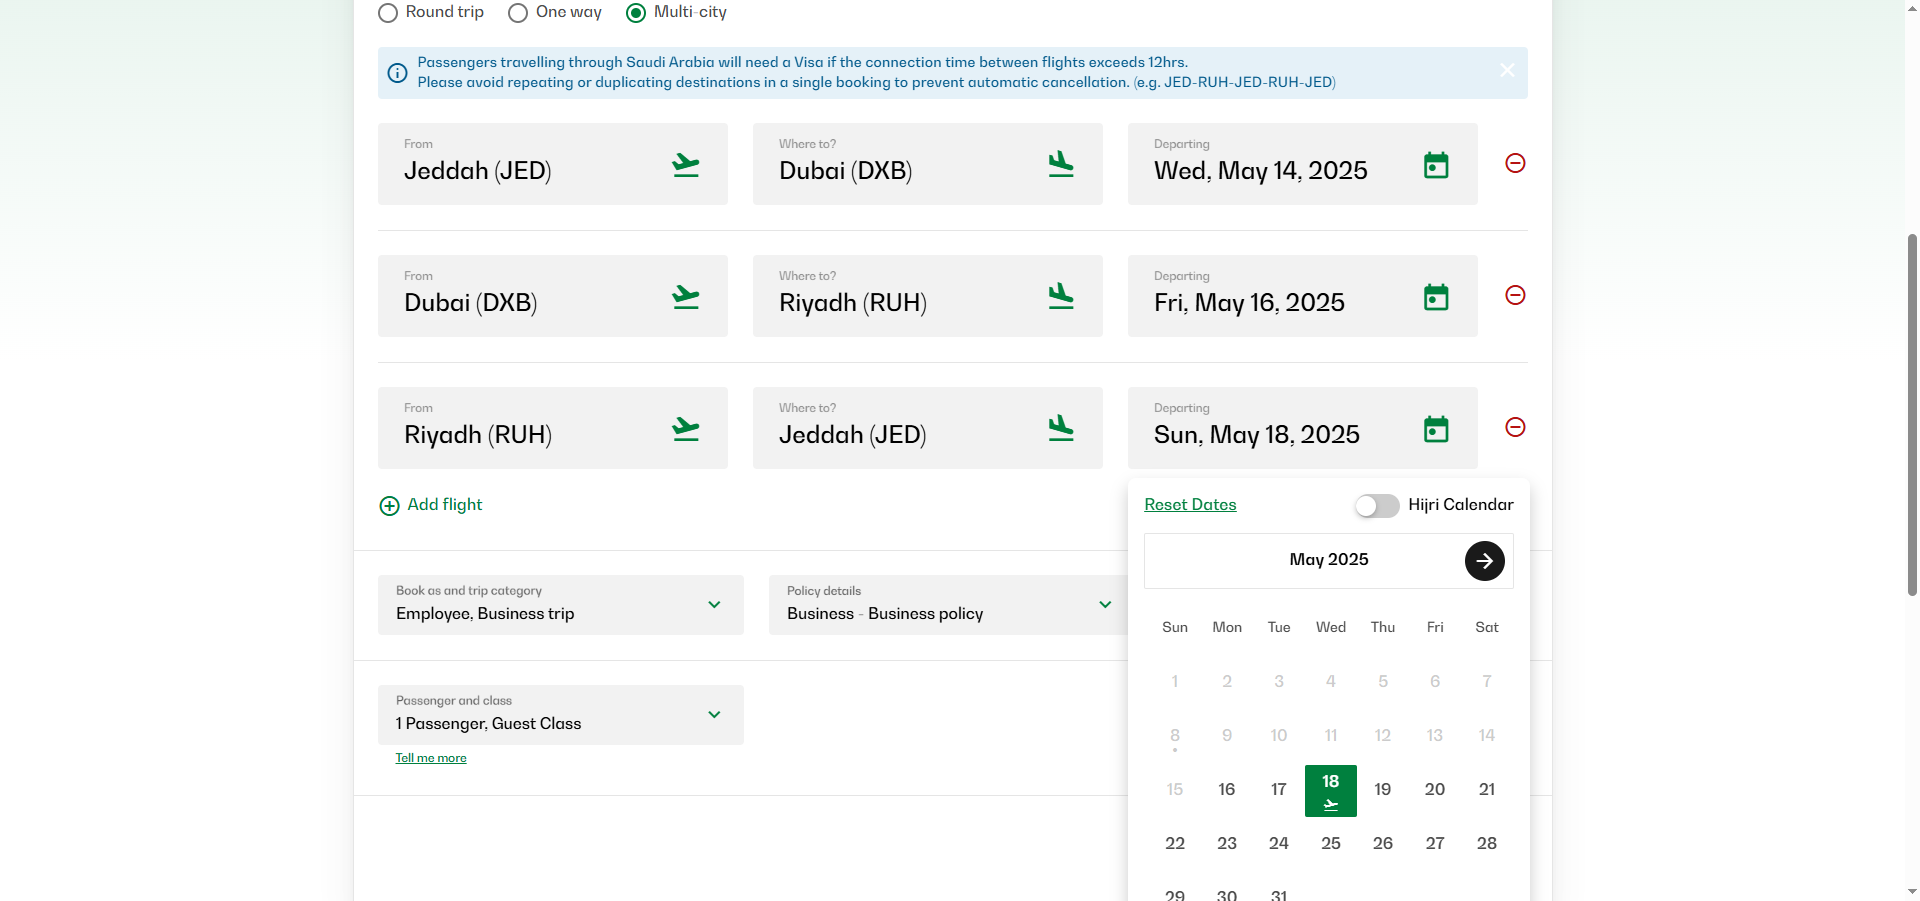 Round trip
One way
Multi-city
Passengers travelling through Saudi Arabia will need a Visa if the connection time between flights exceeds 12hrs.
Please avoid repeating or duplicating destinations in a single booking to prevent automatic cancellation. (e.g. JED-RUH-JED-RUH-JED)
From
Jeddah (JED)
Where to?
Dubai (DXB)
Departing
Wed, May 14, 2025
From
Dubai (DXB)
Where to?
Riyadh (RUH)
Departing
Fri, May 16, 2025
From
Riyadh (RUH)
Where to?
Jeddah (JED)
Departing
Sun, May 18, 2025
Add flight
Reset Dates
Hijri Calendar
May 2025
Sun Mon Tue Wed Thu Fri Sat
1 2 3 4 5 6 7
8 9 10 11 12 13 14
15 16 17 18 19 20 21
22 23 24 25 26 27 28
29 30 31
Book as and trip category
Employee, Business trip
Policy details
Business - Business policy
Passenger and class
1 Passenger, Guest Class
Tell me more